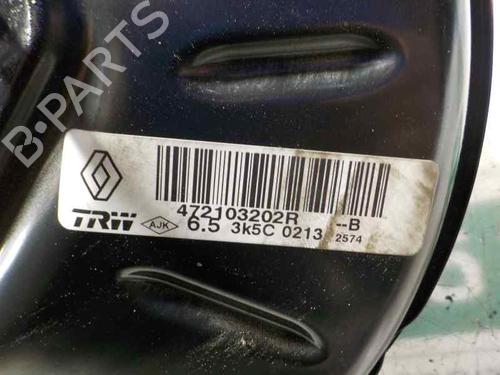 B-PARTS
472103202R --B
TRW AJK 6.5 3k5C 0213 2574